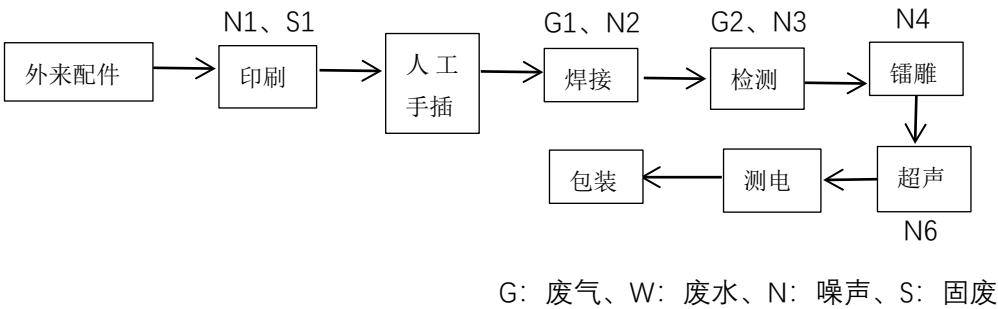 N1、S1
G1、N2
G2、N3
N4
外来配件
印刷
人工
手插
焊接
检测
镭雕
包装
测电
超声
N6
G：废气、W：废水、N：噪声、S：固废